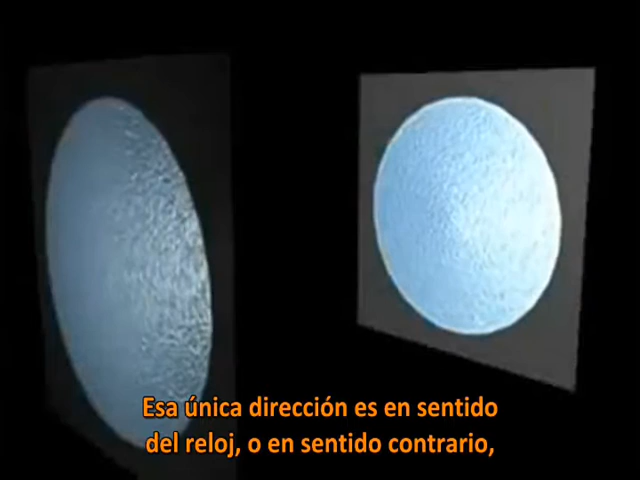 Esa única dirección es en sentido
del reloj, o en sentido contrario,